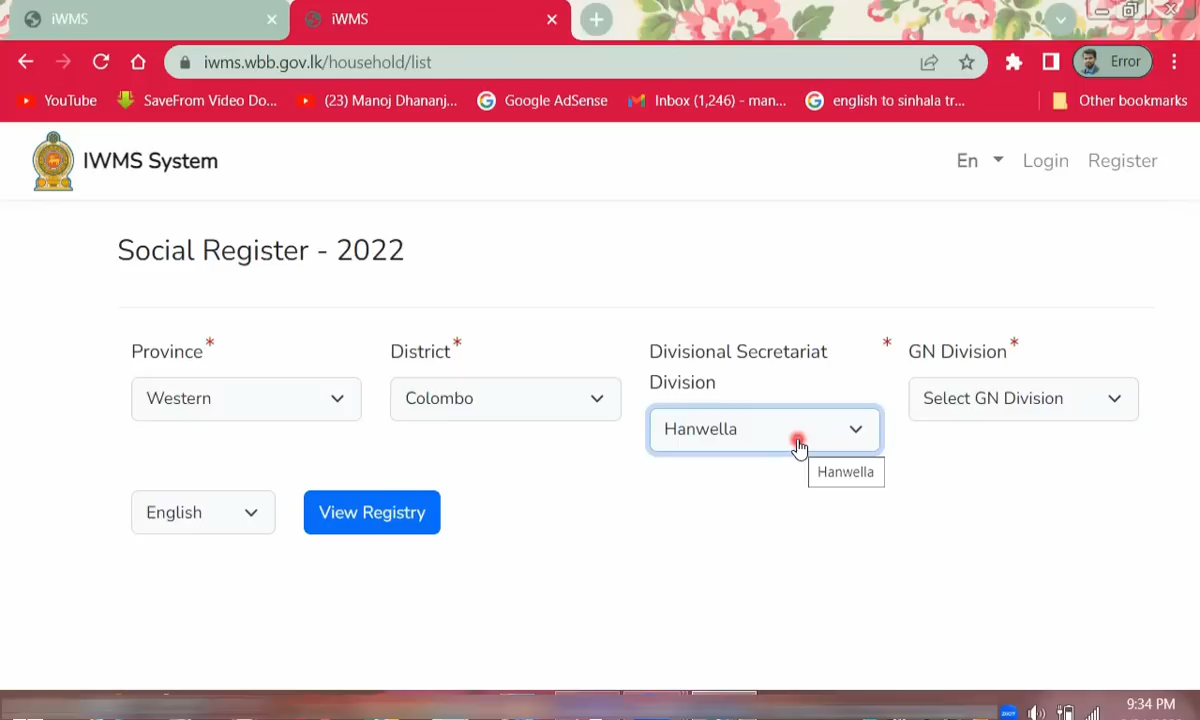 iWMS
iWMS
iwms.wbb.gov.lk/household/list
Error
YouTube
SaveFrom Video Do...
(23) Manoj Dhananj...
Google AdSense
Inbox (1,246) - man...
english to sinhala tr...
Other bookmarks
IWMS System
En
Login
Register
Social Register - 2022
Province*
District*
Divisional Secretariat Division *
GN Division*
Western
Colombo
Hanwella
Select GN Division
Hanwella
English
View Registry
9:34 PM